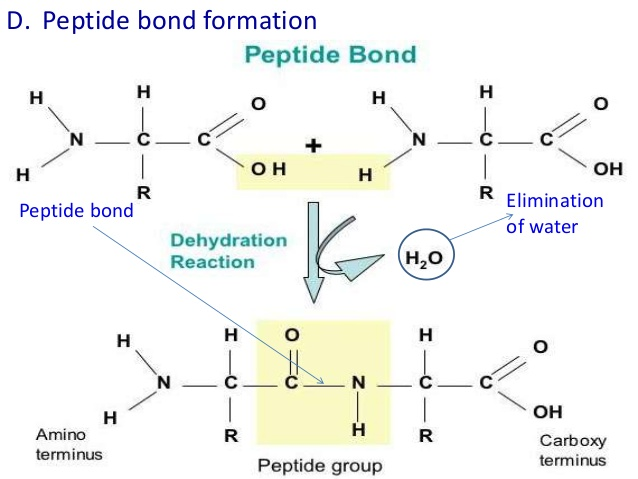 D. Peptide bond formation
Peptide Bond
H H O H H O
N C C + N C C
H R OH H R OH
Peptide bond
Elimination
of water
Dehydration
Reaction
H₂O
H H O H O
N C C N C C
H R H R OH
Amino
terminus
Peptide group
Carboxy
terminus